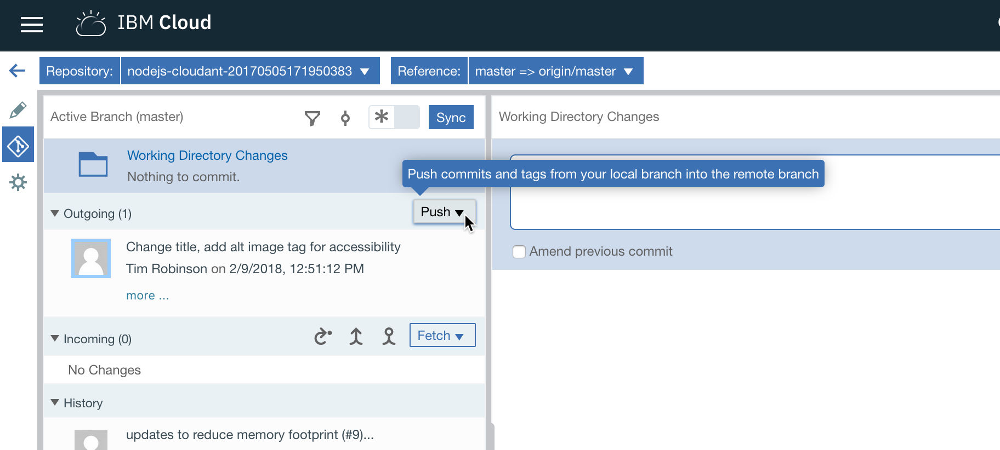 IBM Cloud
Repository: nodejs-cloudant-20170505171950383 Reference: master => origin/master
Active Branch (master)
Sync
Working Directory Changes
Working Directory Changes
Nothing to commit.
Push commits and tags from your local branch into the remote branch
Outgoing (1)
Push
Change title, add alt image tag for accessibility
Tim Robinson on 2/9/2018, 12:51:12 PM
more ...
Amend previous commit
Incoming (0)
Fetch
No Changes
History
updates to reduce memory footprint (#9)...